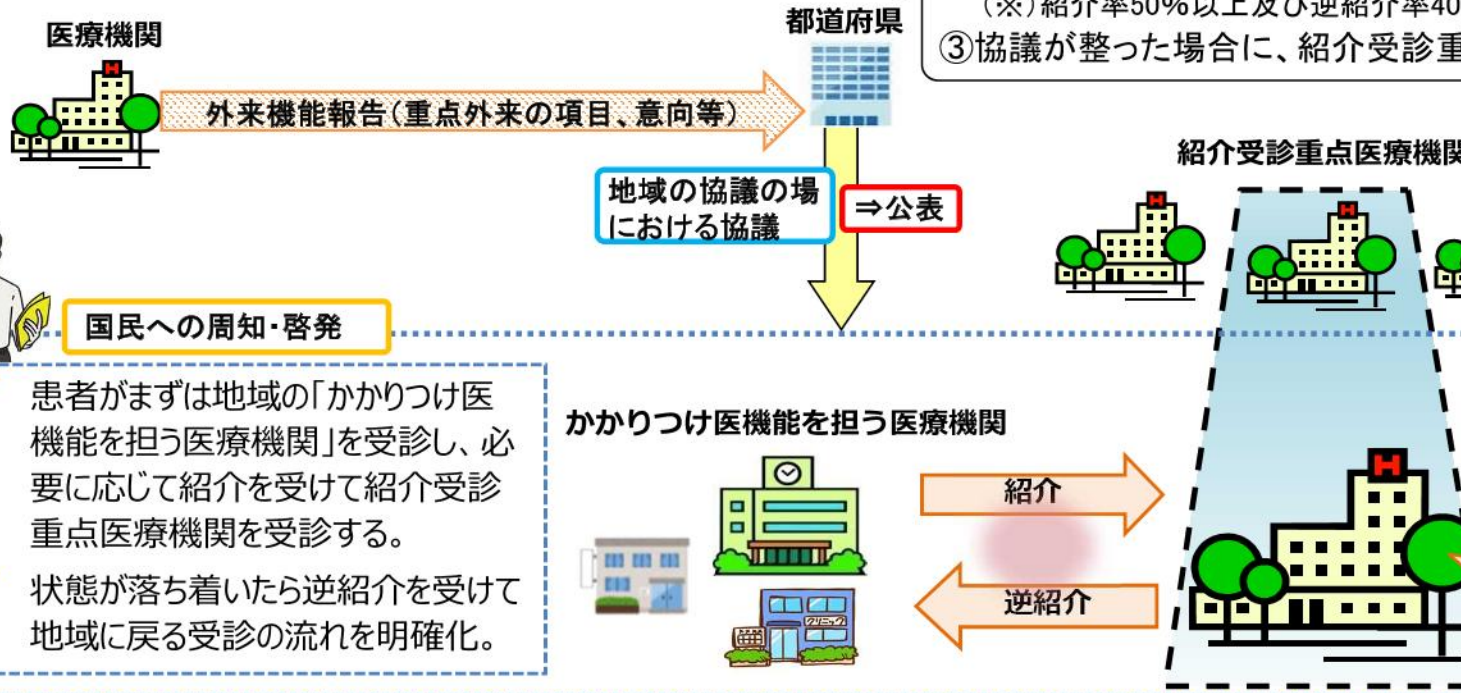 (※)紹介率50%以上及び逆紹介率40
③協議が整った場合に、紹介受診重
医療機関
都道府県
外来機能報告(重点外来の項目、意向等)
地域の協議の場
における協議
⇒公表
紹介受診重点医療機関
国民への周知・啓発
患者がまずは地域の「かかりつけ医
機能を担う医療機関」を受診し、必
要に応じて紹介を受けて紹介受診
重点医療機関を受診する。
状態が落ち着いたら逆紹介を受けて
地域に戻る受診の流れを明確化。
かかりつけ医機能を担う医療機関
紹介
逆紹介
クリニック
H
H
H
H